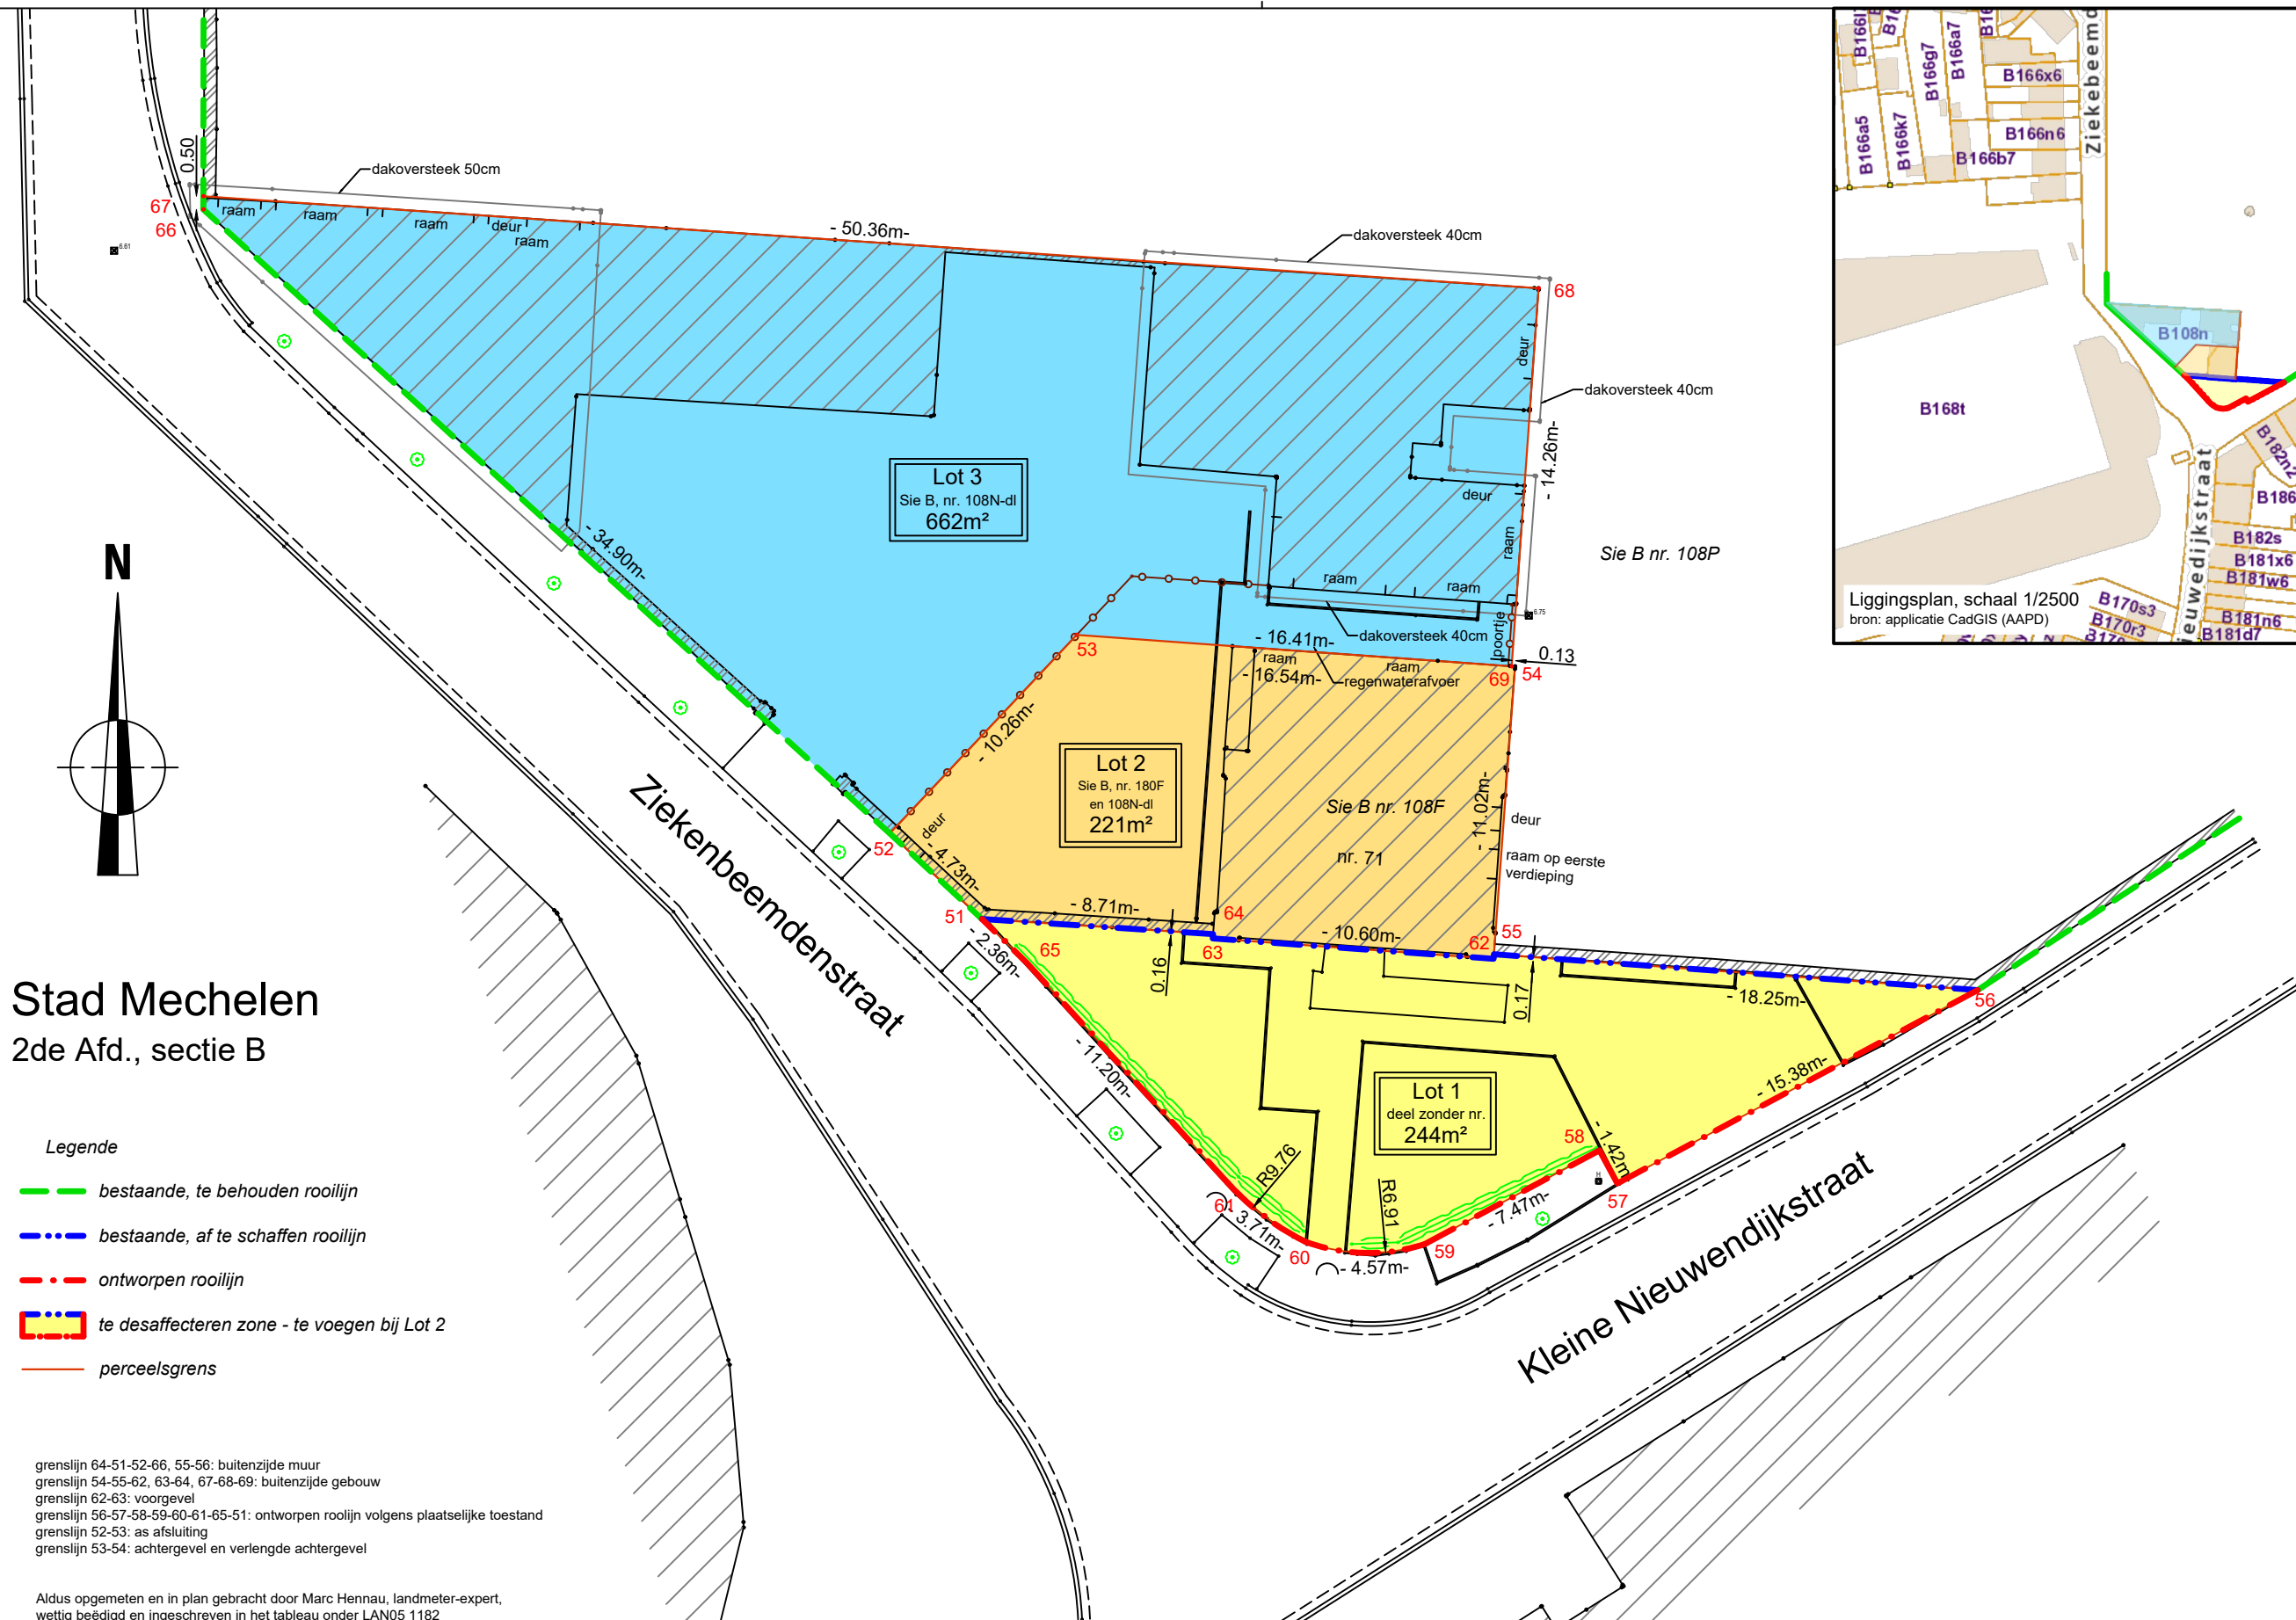 0.50
67
66
6.61
dakoversteek 50cm
raam
raam
raam
deur
raam
- 50.36m-
dakoversteek 40cm
68
deur
dakoversteek 40cm
- 14.26m-
deur
raam
Sie B nr. 108P
Lot 3
Sie B, nr. 108N-dl
662m²
- 34.90m-
raam
raam
6.75
poortje
dakoversteek 40cm
- 16.41m-
0.13
53
raam
raam
- 16.54m-
regenwaterafvoer
69
54
- 10.26m-
Lot 2
Sie B, nr. 180F
en 108N-dl
221m²
Sie B nr. 108F
nr. 71
- 11.02m-
deur
raam op eerste
verdieping
52
deur
- 4.73m-
51
- 8.71m-
64
- 10.60m-
55
62
63
65
- 2.36m-
0.16
0.17
- 18.25m-
56
- 11.20m-
- 15.38m-
Lot 1
deel zonder nr.
244m²
58
- 1.42m-
57
R9.76
R6.91
- 7.47m-
61
- 3.71m-
60
59
- 4.57m-
Ziekenbeemdenstraat
Kleine Nieuwendijkstraat
N
Stad Mechelen
2de Afd., sectie B
Legende
bestaande, te behouden rooilijn
bestaande, af te schaffen rooilijn
ontworpen rooilijn
te desaffecteren zone - te voegen bij Lot 2
perceelsgrens
grenslijn 64-51-52-66, 55-56: buitenzijde muur
grenslijn 54-55-62, 63-64, 67-68-69: buitenzijde gebouw
grenslijn 62-63: voorgevel
grenslijn 56-57-58-59-60-61-65-51: ontworpen roolijn volgens plaatselijke toestand
grenslijn 52-53: as afsluiting
grenslijn 53-54: achtergevel en verlengde achtergevel
Aldus opgemeten en in plan gebracht door Marc Hennau, landmeter-expert,
wettig beëdigd en ingeschreven in het tableau onder LAN05 1182
B166g7
B166a7
B166x6
B166n6
B166a5
B166k7
B166b7
Ziekebeemd
B108n
B168t
B182n2
B186
B182s
B181x6
B181w6
B181n6
B181d7
B170s3
B170r3
ieuwedijkstraat
Liggingsplan, schaal 1/2500
bron: applicatie CadGIS (AAPD)